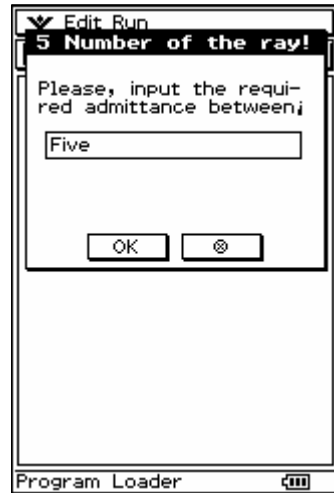 Edit Run
5 Number of the ray!
Please, input the requi-
red admittance between¡
Five
OK
Program Loader